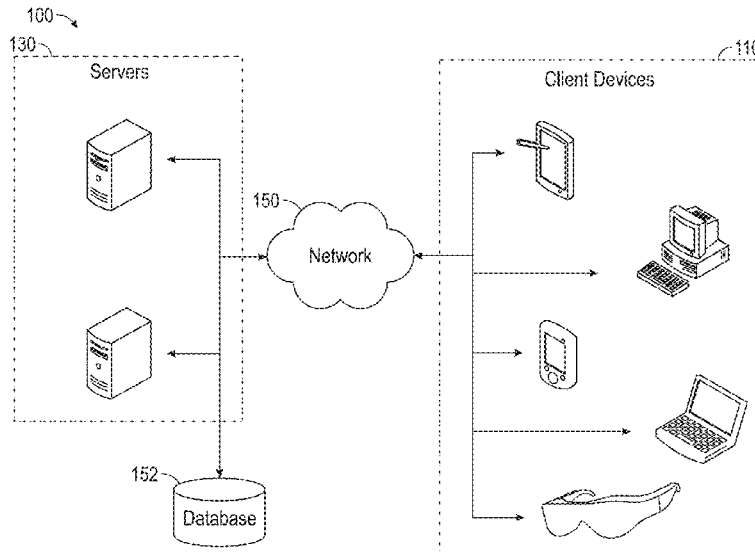 100
130
Servers
110
Client Devices
150
Network
152
Database